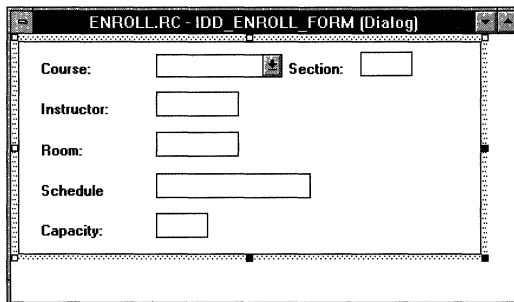 ENROLL.RC - IDD_ENROLL_FORM (Dialog)
Course: Section:
Instructor:
Room:
Schedule
Capacity: